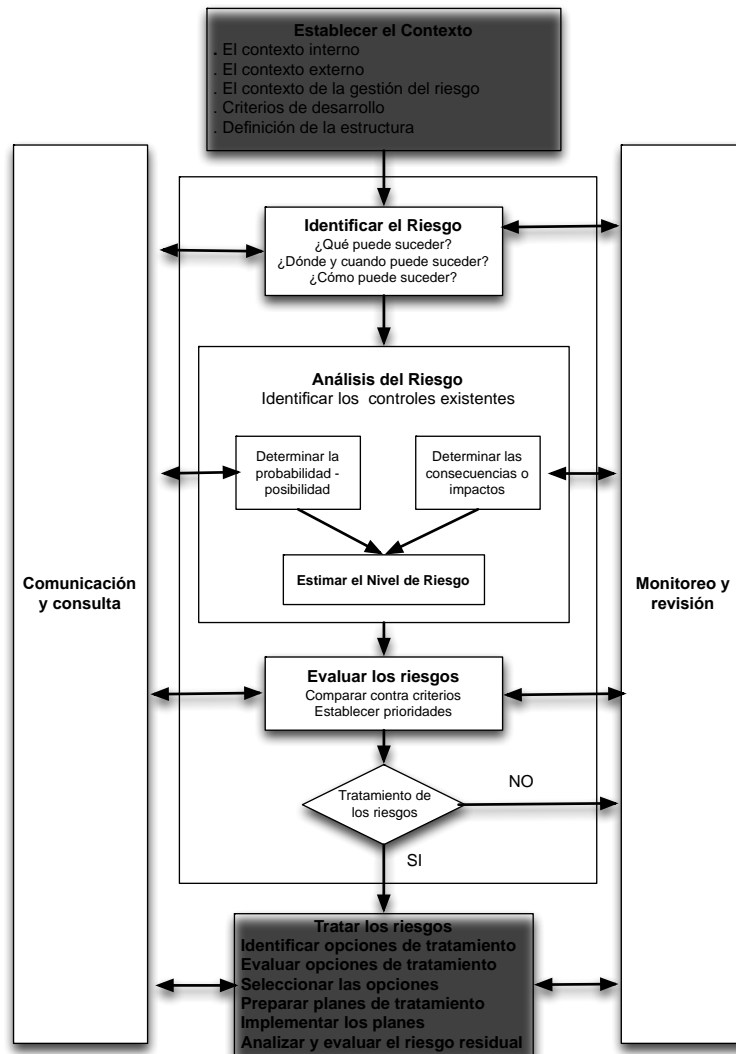 Establecer el Contexto
. El contexto interno
. El contexto externo
. El contexto de la gestión del riesgo
. Criterios de desarrollo
. Definición de la estructura
Identificar el Riesgo
¿Qué puede suceder?
¿Dónde y cuando puede suceder?
¿Cómo puede suceder?
Análisis del Riesgo
Identificar los controles existentes
Determinar la
probabilidad -
posibilidad
Determinar las
consecuencias o
impactos
Estimar el Nivel de Riesgo
Comunicación
y consulta
Monitoreo y
revisión
Evaluar los riesgos
Comparar contra criterios
Establecer prioridades
Tratamiento de
los riesgos
NO
SI
Tratar los riesgos
Identificar opciones de tratamiento
Evaluar opciones de tratamiento
Seleccionar las opciones
Preparar planes de tratamiento
Implementar los planes
Analizar y evaluar el riesgo residual